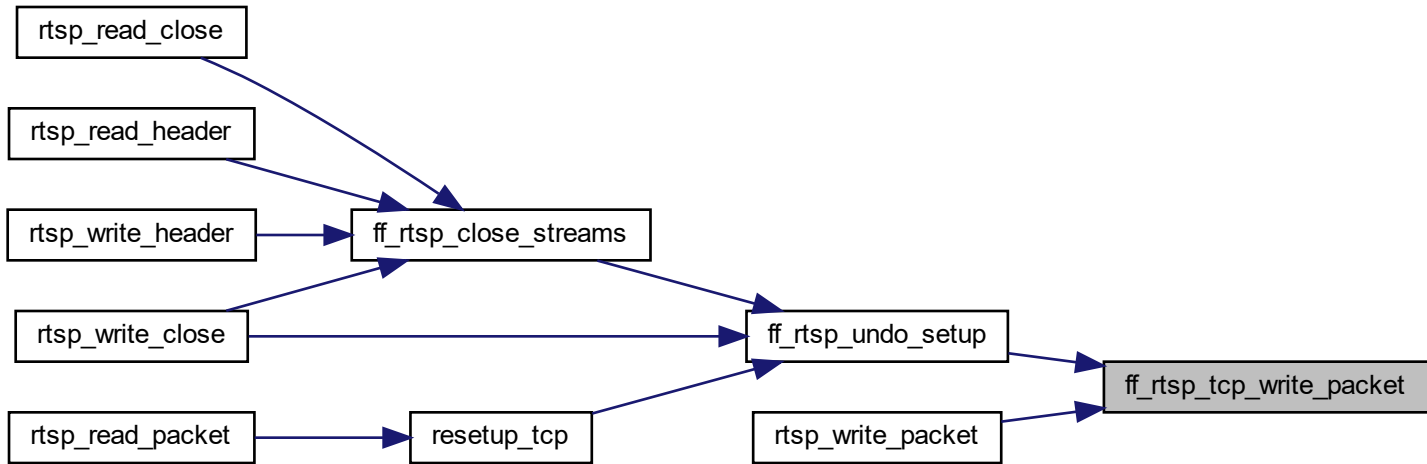 rtsp_read_close
rtsp_read_header
rtsp_write_header
ff_rtsp_close_streams
rtsp_write_close
ff_rtsp_undo_setup
ff_rtsp_tcp_write_packet
rtsp_read_packet
resetup_tcp
rtsp_write_packet